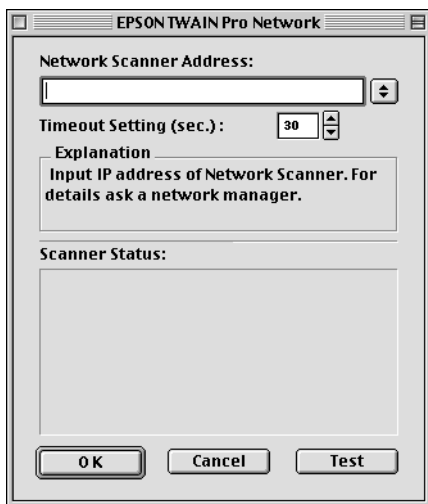 EPSON TWAIN Pro Network
Network Scanner Address:
Timeout Setting (sec.): 30
Explanation
Input IP address of Network Scanner. For
details ask a network manager.
Scanner Status:
OK Cancel Test